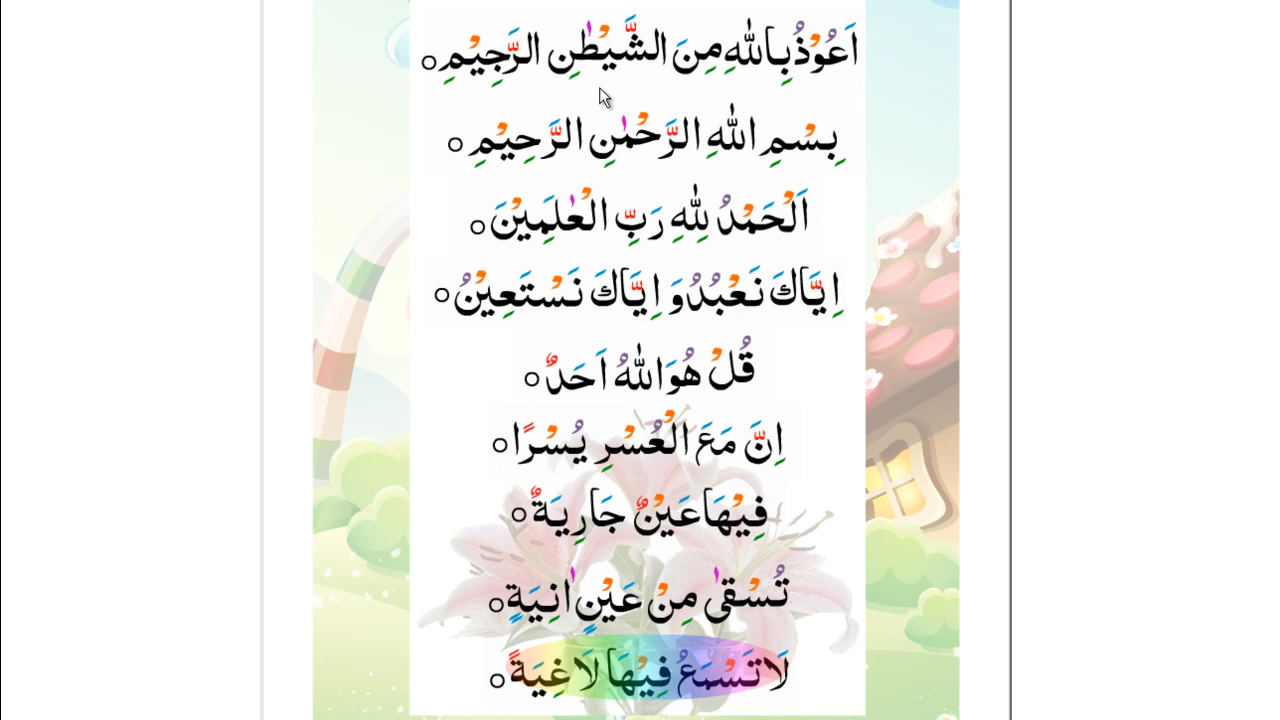 اَعُوْذُ بِاللّٰهِ مِنَ الشَّيْطٰنِ الرَّجِيْمِ ○
بِسْمِ اللّٰهِ الرَّحْمٰنِ الرَّحِيْمِ ○
اَلْحَمْدُ لِلّٰهِ رَبِّ الْعٰلَمِيْنَ ○
اِيَّاكَ نَعْبُدُ وَ اِيَّاكَ نَسْتَعِيْنُ ○
قُلْ هُوَ اللّٰهُ اَحَدٌ ○
اِنَّ مَعَ الْعُسْرِ يُسْرًا ○
فِيْهَا عَيْنٌ جَارِيَةٌ ○
تُسْقٰى مِنْ عَيْنٍ اٰنِيَةٍ ○
لَا تَسْمَعُ فِيْهَا لَاغِيَةً ○